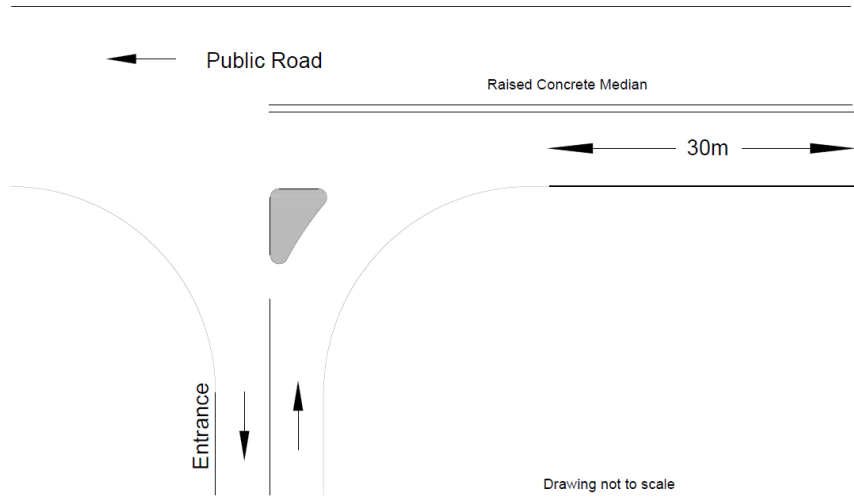 Public Road
Raised Concrete Median
30m
Entrance
Drawing not to scale